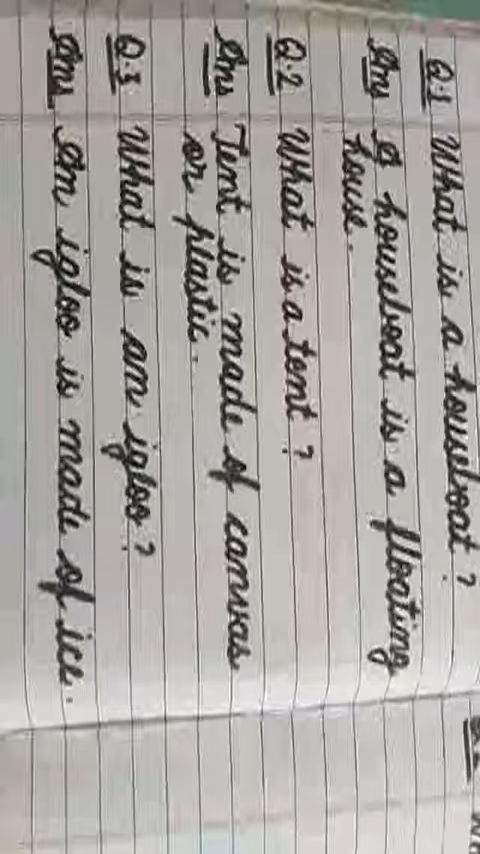 Q.1 What is a houseboat?
Ans A houseboat is a floating
house.
Q.2 What is a tent?
Ans Tent is made of canvas
or plastic.
Q.3 What is an igloo?
Ans An igloo is made of ice.